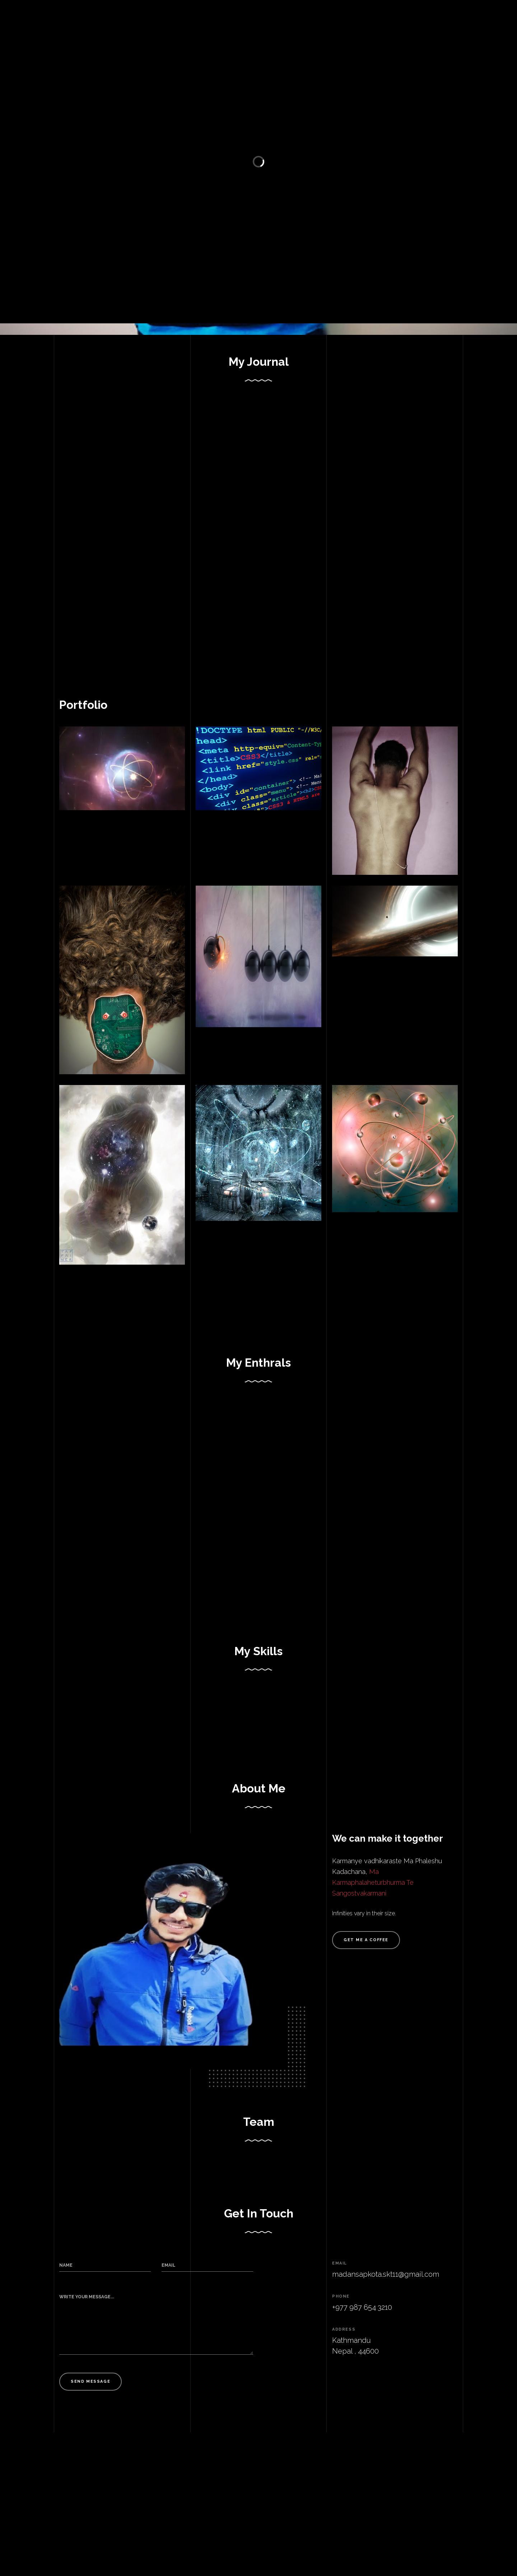 My Journal
Portfolio
!DOCTYPE html PUBLIC "-//W3C/
head>
<meta http-equiv="Content-Ty
<title>CSS3</title>
<link href="style.css" rel=
</head>
<body>
<div id="container"> <!-- Ma
<div class="menu"> <!-- Men
<div class="article">
My Enthrals
My Skills
About Me
We can make it together
Karmanye vadhikaraste Ma Phaleshu
Kadachana, Ma
Karmaphalaheturbhurma Te
Sangostvakarmani
Infinities vary in their size.
GET ME A COFFEE
Team
Get In Touch
NAME
EMAIL
WRITE YOUR MESSAGE...
SEND MESSAGE
EMAIL
madansapkota.skt11@gmail.com
PHONE
+977 987 654 3210
ADDRESS
Kathmandu
Nepal , 44600